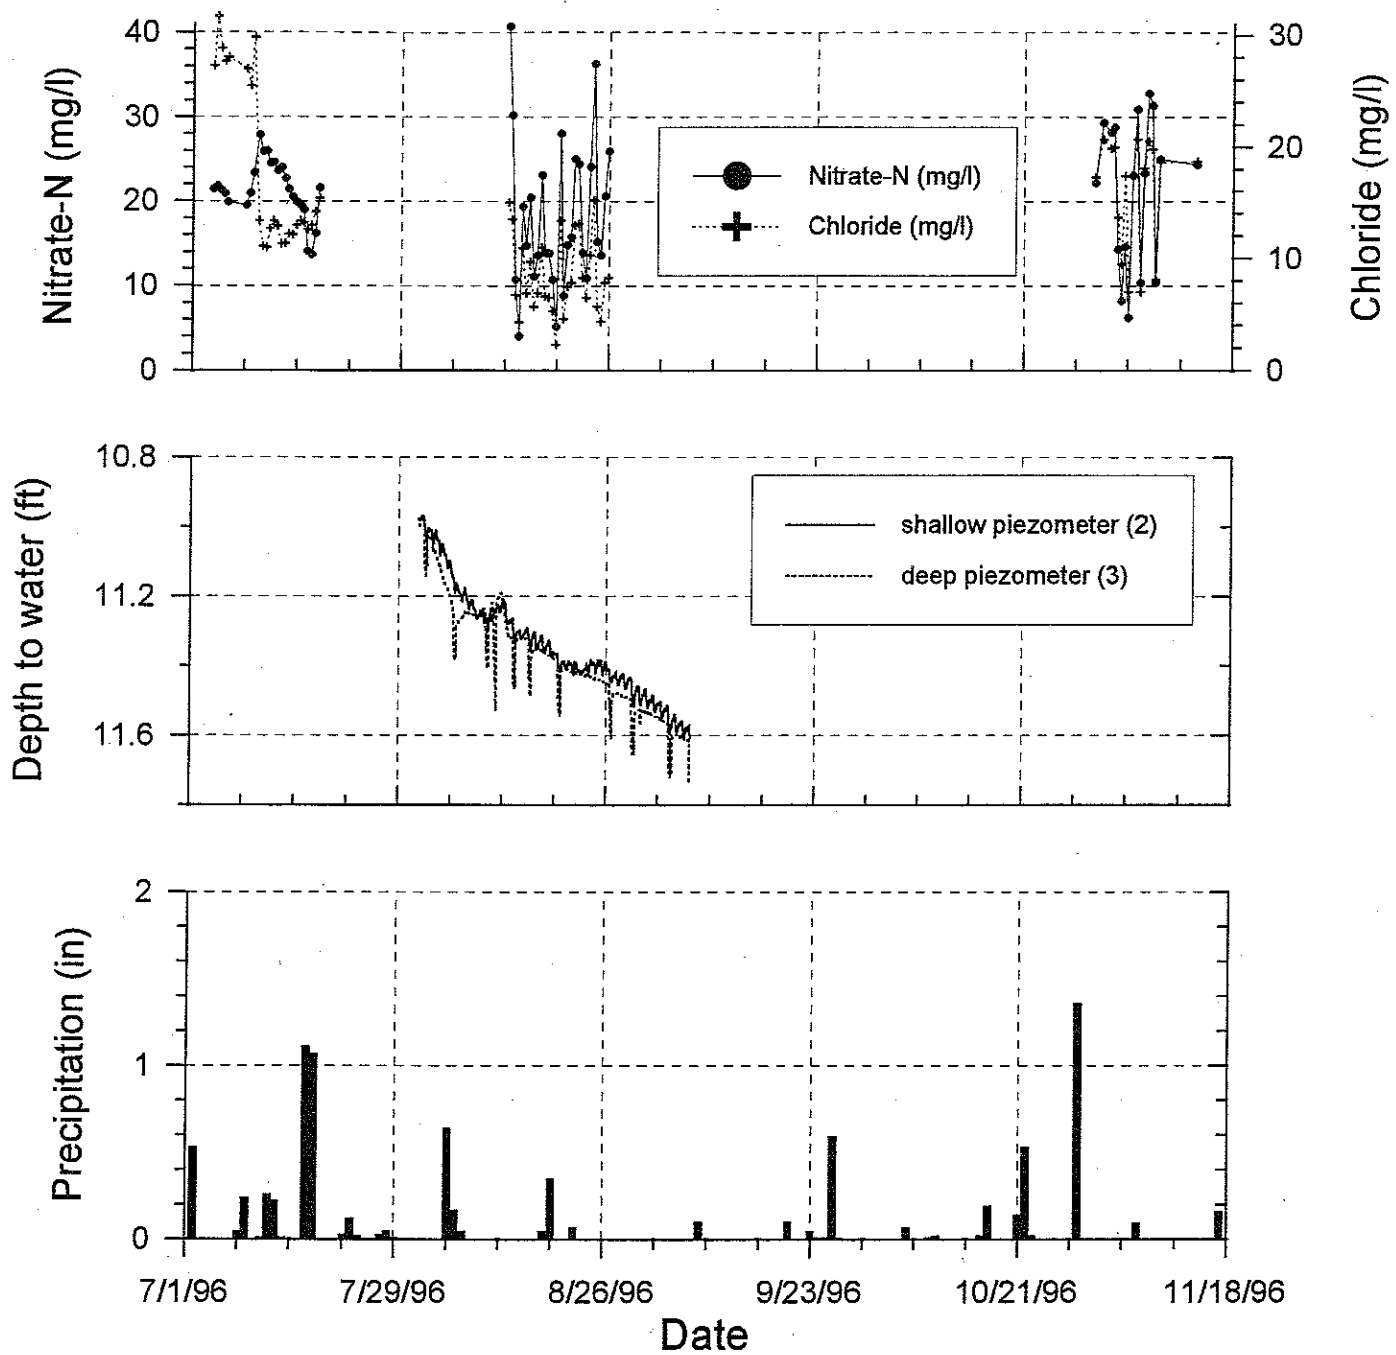 Nitrate-N (mg/l)
40
30
20
10
0
Nitrate-N (mg/l)
Chloride (mg/l)
30
20
10
0
Chloride (mg/l)
Depth to water (ft)
10.8
11.2
11.6
shallow piezometer (2)
deep piezometer (3)
Precipitation (in)
2
1
0
7/1/96 7/29/96 8/26/96 9/23/96 10/21/96 11/18/96
Date